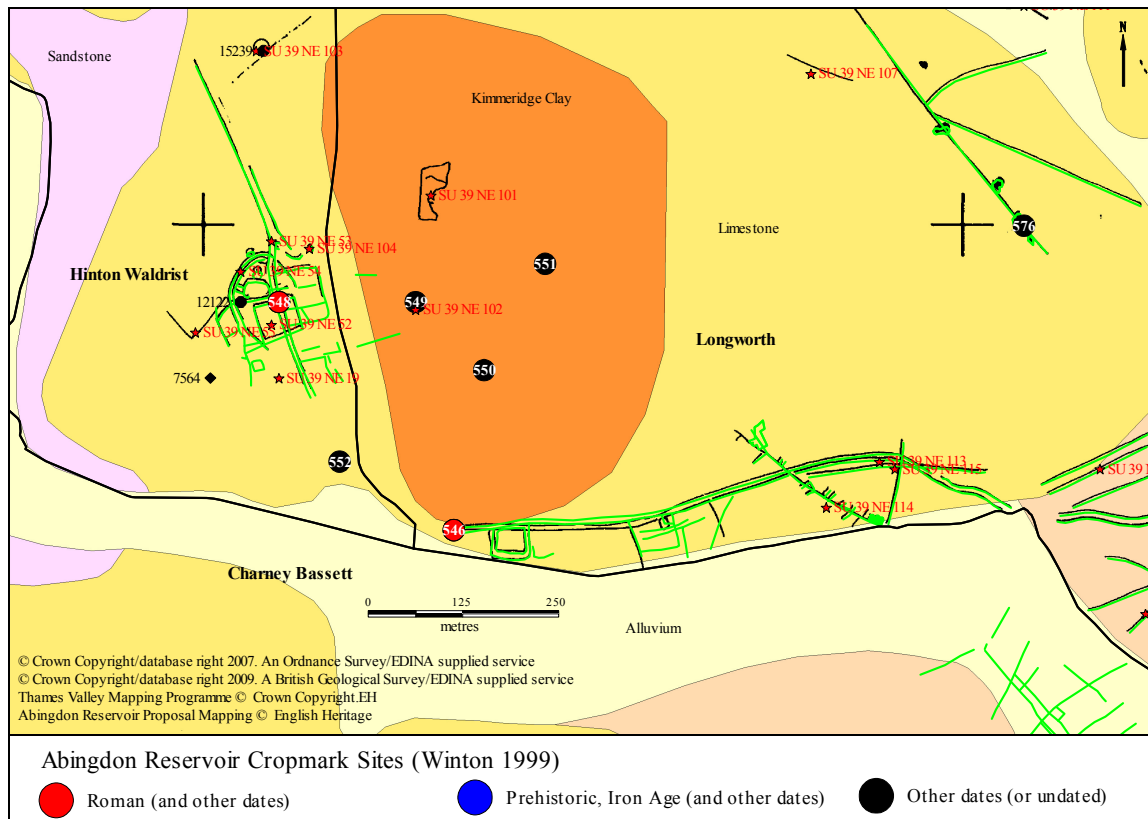 Sandstone
15239 SU 39 NE 103
SU 39 NE 107
N
Kimmeridge Clay
SU 39 NE 101
Limestone
576
SU 39 NE 53
SU 39 NE 104
551
Hinton Waldrist
SU 39 NE 54
12122
548
549
SU 39 NE 102
SU 39 NE 52
Longworth
550
7564
SU 39 NE 19
552
SU 39 NE 113
SU 39 NE 115
SU 39 N
SU 39 NE 114
546
Charney Bassett
0 125 250
metres
Alluvium
© Crown Copyright/database right 2007. An Ordnance Survey/EDINA supplied service
© Crown Copyright/database right 2009. A British Geological Survey/EDINA supplied service
Thames Valley Mapping Programme © Crown Copyright.EH
Abingdon Reservoir Proposal Mapping © English Heritage
Abingdon Reservoir Cropmark Sites (Winton 1999)
Roman (and other dates)
Prehistoric, Iron Age (and other dates)
Other dates (or undated)